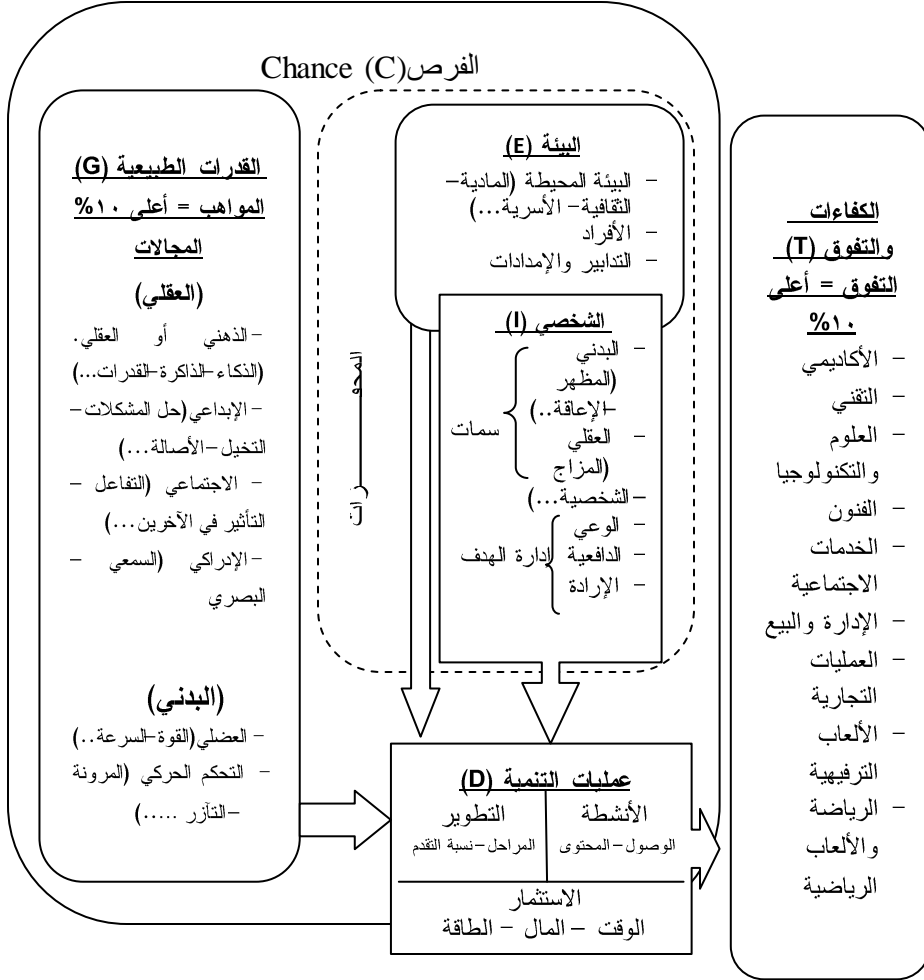 الفرص Chance (C)
القدرات الطبيعية (G)
المواهب = أعلى ١٠%
المجالات
(العقلي)
-الذهني أو العقلي.
(الذكاء-الذاكرة-القدرات...)
-الإبداعي(حل المشكلات-
التخيل-الأصالة...)
- الاجتماعي (التفاعل -
التأثير في الآخرين...)
-الإدراكي (السمعي -
البصري
(البدني)
- العضلي(القوة-السرعة..)
- التحكم الحركي (المرونة
-التآزر .....)
المحفزات
البيئة (E)
- البيئة المحيطة (المادية-
الثقافية- الأسرية...)
- الأفراد
- التدابير والإمدادات
الشخصي (I)
- البدني
(المظهر
-الإعاقة..)
- العقلي
(المزاج
-الشخصية...)
سمات
- الوعي
- الدافعية
- الإرادة
إدارة الهدف
عمليات التنمية (D)
الأنشطة
الوصول-المحتوى
التطوير
المراحل-نسبة التقدم
الاستثمار
الوقت - المال - الطاقة
الكفاءات
والتفوق (T)
التفوق = أعلى
١٠%
- الأكاديمي
- التقني
- العلوم
والتكنولوجيا
- الفنون
- الخدمات
الاجتماعية
- الإدارة والبيع
- العمليات
التجارية
- الألعاب
الترفيهية
- الرياضة
والألعاب
الرياضية